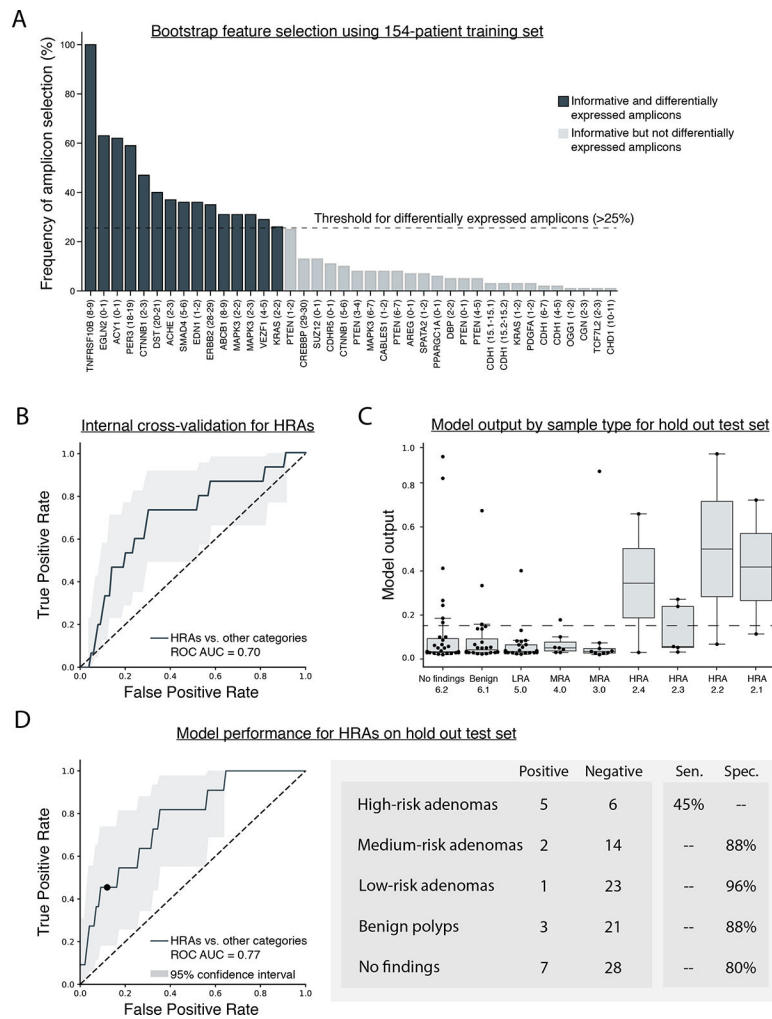 A
Bootstrap feature selection using 154-patient training set
Frequency of amplicon selection (%)
100
80
60
40
20
0
Informative and differentially
expressed amplicons
Informative but not differentially
expressed amplicons
Threshold for differentially expressed amplicons (>25%)
TNFRSF10B (8-9)
EGLN2 (0-1)
ACY1 (0-1)
PER3 (18-19)
CTNNB1 (2-3)
DST (20-21)
ACHE (2-3)
SMAD4 (5-6)
EDN1 (1-2)
ERBB2 (28-29)
ABCB1 (8-9)
MAPK3 (2-2)
MAPK3 (2-3)
VEZF1 (4-5)
KRAS (2-2)
PTEN (1-2)
CREBBP (29-30)
SUZ12 (0-1)
CDHR5 (0-1)
CTNNB1 (5-6)
PTEN (3-4)
MAPK3 (6-7)
CABLES1 (1-2)
PTEN (6-7)
AREG (0-1)
SPATA2 (1-2)
PPARGC1A (0-1)
DBP (2-2)
PTEN (0-1)
PTEN (4-5)
CDH1 (15.1-15.1)
CDH1 (15.2-15.2)
KRAS (1-2)
PDGFA (1-2)
CDH1 (6-7)
CDH1 (4-5)
OGG1 (1-2)
CGN (2-3)
TCF7L2 (2-3)
CHD1 (10-11)
B
Internal cross-validation for HRAs
True Positive Rate
1.0
0.8
0.6
0.4
0.2
0.0
HRAs vs. other categories
ROC AUC = 0.70
0.0 0.2 0.4 0.6 0.8 1.0
False Positive Rate
C
Model output by sample type for hold out test set
Model output
1.0
0.8
0.6
0.4
0.2
0.0
No findings Benign LRA MRA MRA HRA HRA HRA HRA
6.2 6.1 5.0 4.0 3.0 2.4 2.3 2.2 2.1
D
Model performance for HRAs on hold out test set
True Positive Rate
1.0
0.8
0.6
0.4
0.2
0.0
HRAs vs. other categories
ROC AUC = 0.77
95% confidence interval
0.0 0.2 0.4 0.6 0.8 1.0
False Positive Rate
Positive Negative Sen. Spec.
High-risk adenomas 5 6 45% --
Medium-risk adenomas 2 14 -- 88%
Low-risk adenomas 1 23 -- 96%
Benign polyps 3 21 -- 88%
No findings 7 28 -- 80%